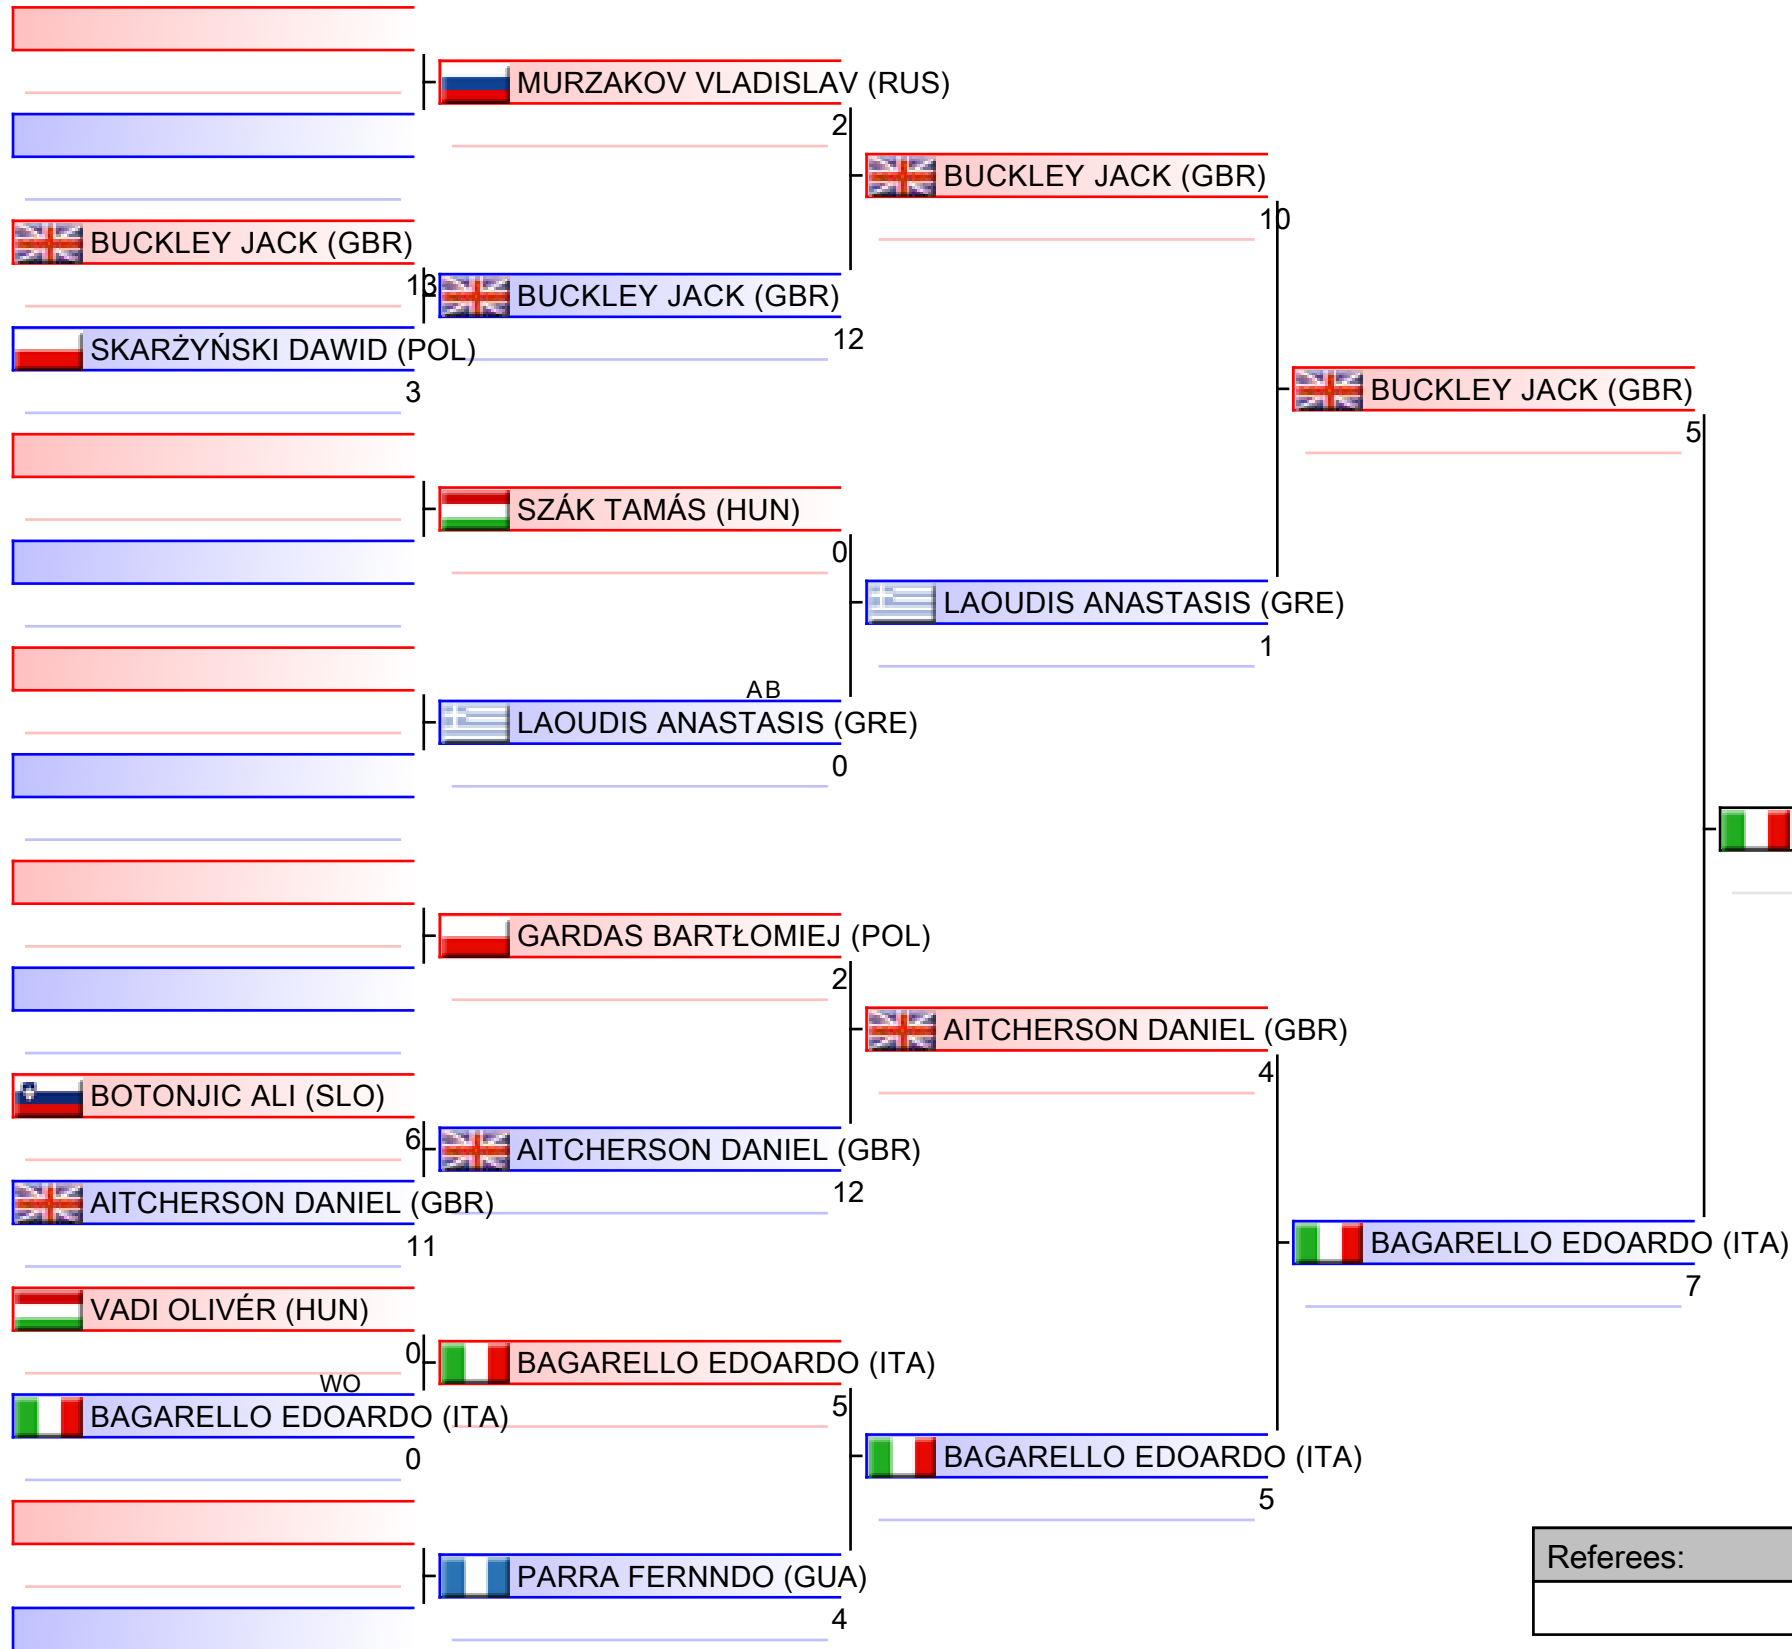 MURZAKOV VLADISLAV (RUS)
2
BUCKLEY JACK (GBR)
10
BUCKLEY JACK (GBR)
13
BUCKLEY JACK (GBR)
12
SKARŻYŃSKI DAWID (POL)
3
BUCKLEY JACK (GBR)
5
SZÁK TAMÁS (HUN)
0
LAOUDIS ANASTASIS (GRE)
1
AB
LAOUDIS ANASTASIS (GRE)
0
GARDAS BARTŁOMIEJ (POL)
2
AITCHERSON DANIEL (GBR)
4
BOTONJIC ALI (SLO)
6
AITCHERSON DANIEL (GBR)
12
AITCHERSON DANIEL (GBR)
11
BAGARELLO EDOARDO (ITA)
7
VADI OLIVÉR (HUN)
0
BAGARELLO EDOARDO (ITA)
5
WO
BAGARELLO EDOARDO (ITA)
0
BAGARELLO EDOARDO (ITA)
5
PARRA FERNNDO (GUA)
4
Referees: